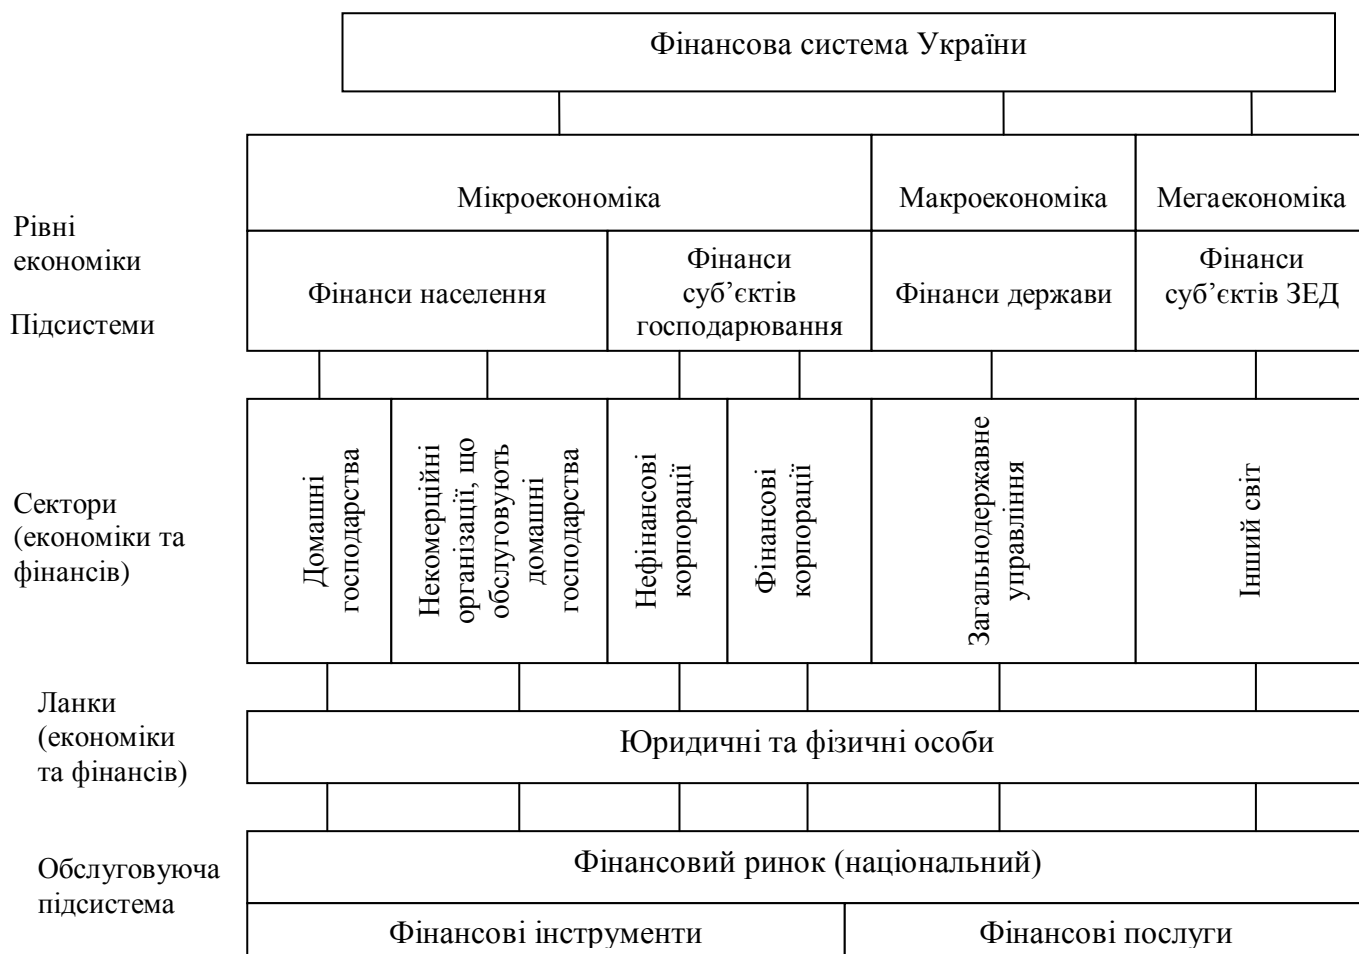 Фінансова система України
Мікроекономіка
Макроекономіка
Мегаекономіка
Рівні
економіки
Підсистеми
Фінанси населення
Фінанси
суб’єктів
господарювання
Фінанси держави
Фінанси
суб’єктів ЗЕД
Сектори
(економіки та
фінансів)
Домашні
господарства
Некомерційні
організації, що
обслуговують
домашні
господарства
Нефінансові
корпорації
Фінансові
корпорації
Загальнодержавне
управління
Інший світ
Ланки
(економіки
та фінансів)
Юридичні та фізичні особи
Обслуговуюча
підсистема
Фінансовий ринок (національний)
Фінансові інструменти
Фінансові послуги